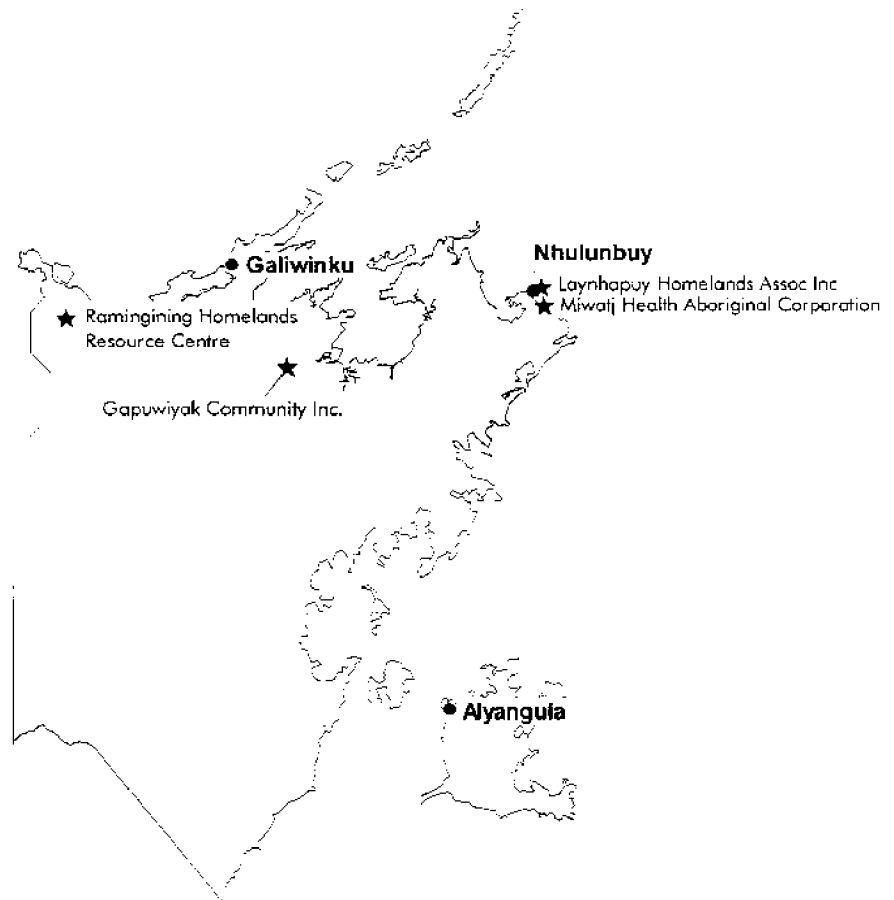 Nhulunbuy
Galiwinku
Laynhapuy Homelands Assoc Inc
Miwatj Health Aboriginal Corporation
Ramingining Homelands
Resource Centre
Gapuwiyak Community Inc.
Alyangula